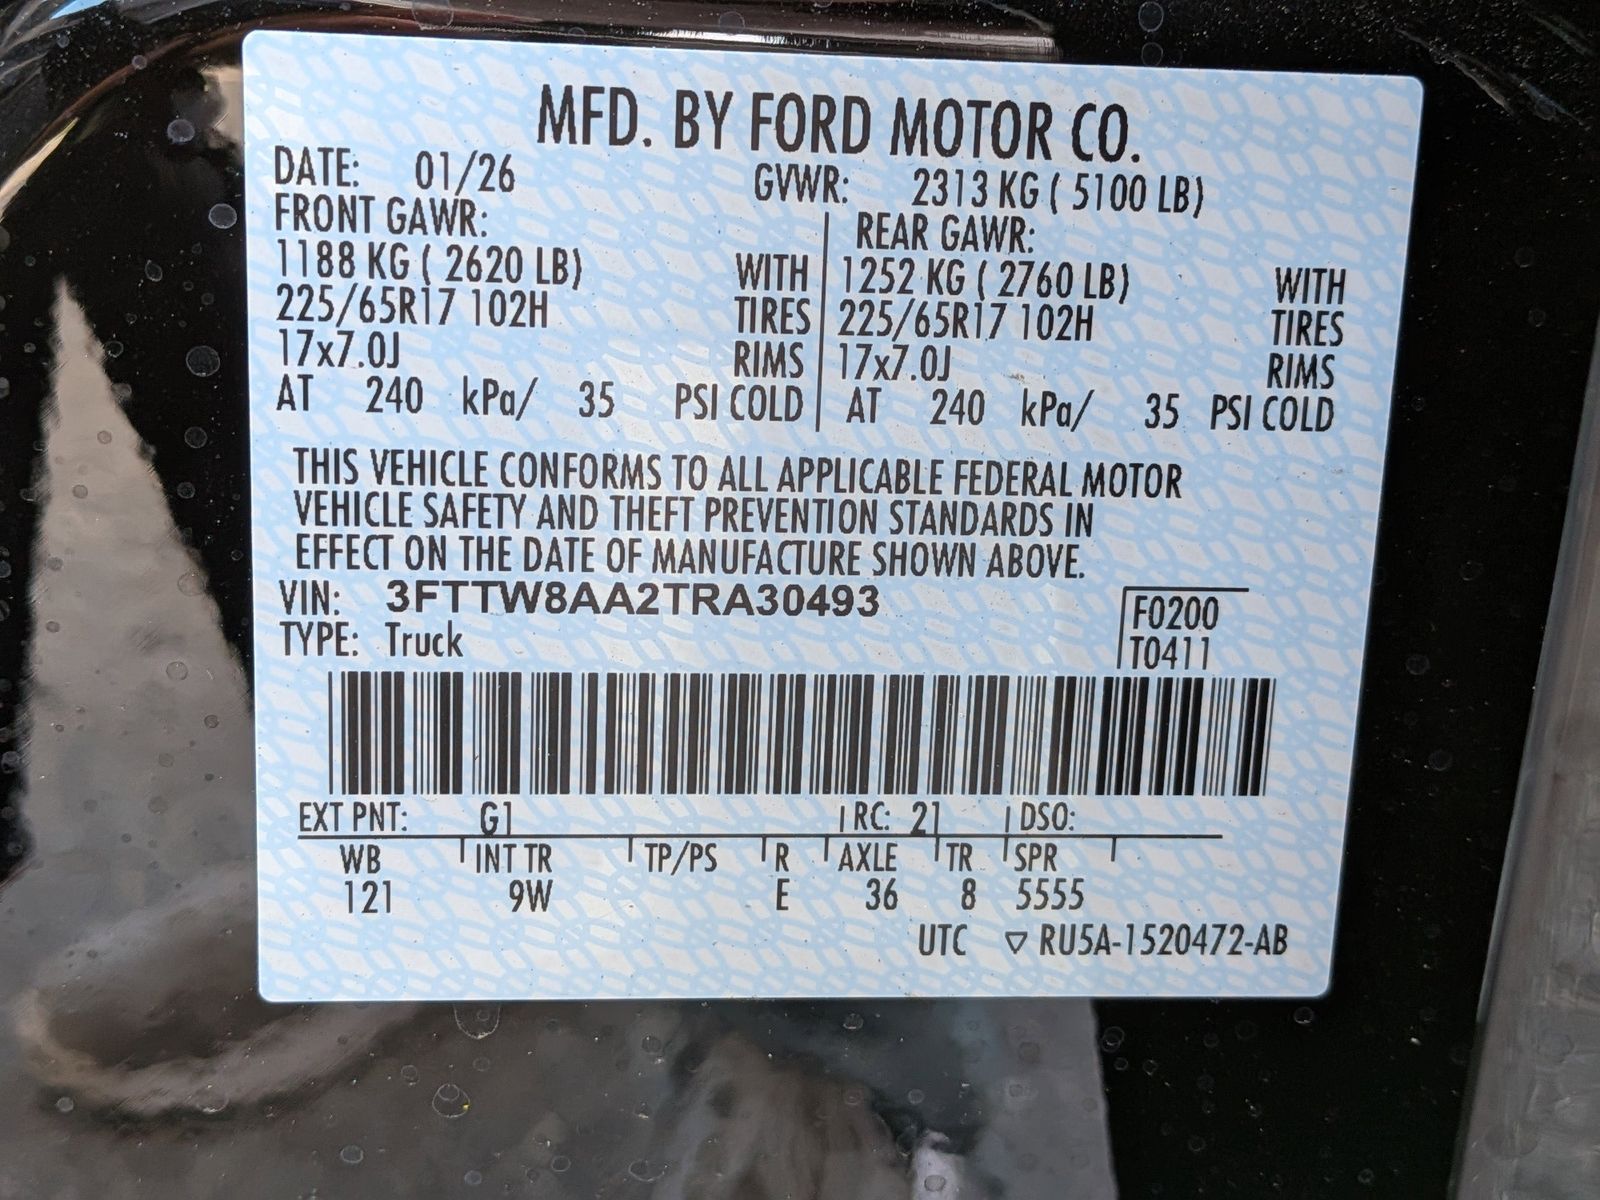 MFD. BY FORD MOTOR CO.
DATE: 01/26 GVWR: 2313 KG ( 5100 LB)
FRONT GAWR: REAR GAWR:
1188 KG ( 2620 LB) WITH 1252 KG ( 2760 LB) WITH
225/65R17 102H TIRES 225/65R17 102H TIRES
17x7.0J RIMS 17x7.0J RIMS
AT 240 kPa/ 35 PSI COLD AT 240 kPa/ 35 PSI COLD
THIS VEHICLE CONFORMS TO ALL APPLICABLE FEDERAL MOTOR
VEHICLE SAFETY AND THEFT PREVENTION STANDARDS IN
EFFECT ON THE DATE OF MANUFACTURE SHOWN ABOVE.
VIN: 3FTTW8AA2TRA30493 F0200
TYPE: Truck T0411
EXT PNT: G1 RC: 21 DSO:
WB INT TR TP/PS R AXLE TR SPR
121 9W E 36 8 5555
UTC ▽ RU5A-1520472-AB